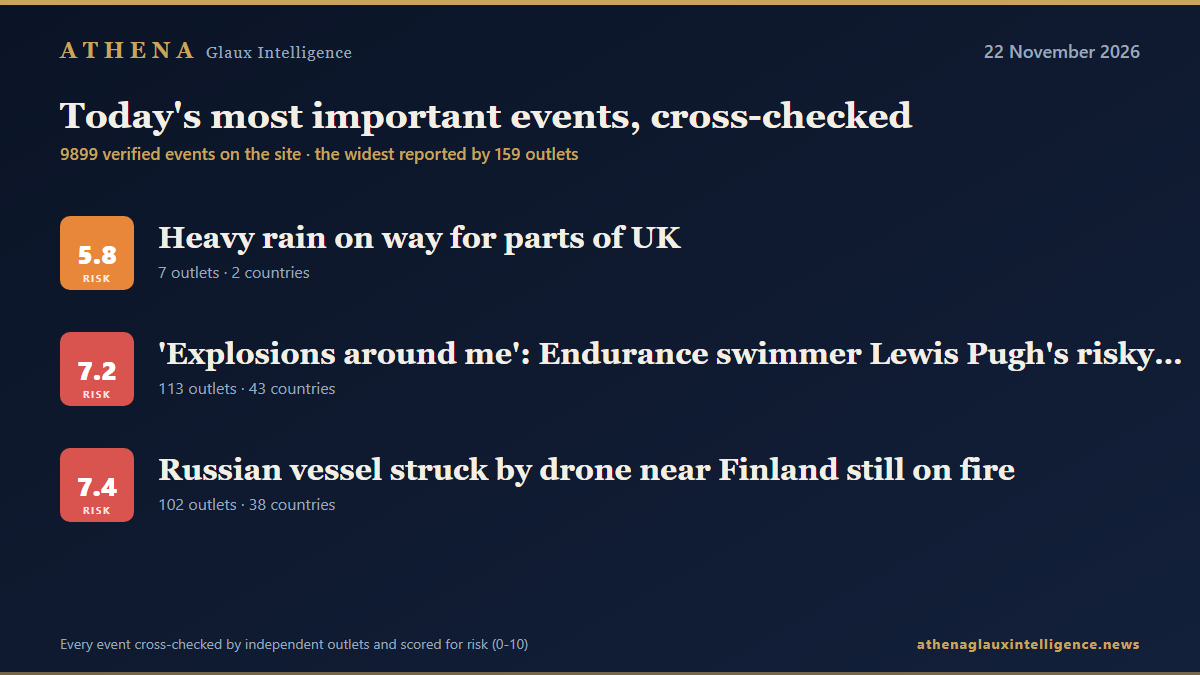 ATHENA Glaux Intelligence
22 November 2026
Today's most important events, cross-checked
9899 verified events on the site · the widest reported by 159 outlets
5.8
RISK
Heavy rain on way for parts of UK
7 outlets · 2 countries
7.2
RISK
'Explosions around me': Endurance swimmer Lewis Pugh's risky...
113 outlets · 43 countries
7.4
RISK
Russian vessel struck by drone near Finland still on fire
102 outlets · 38 countries
Every event cross-checked by independent outlets and scored for risk (0-10)
athenaglauxintelligence.news